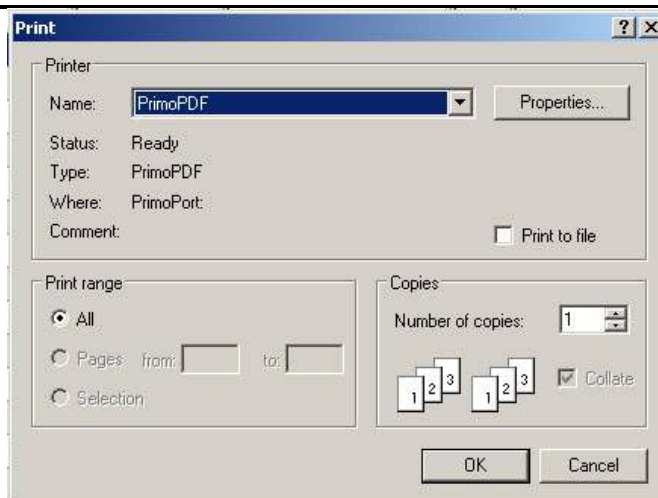 Print
Printer
Name: PrimoPDF Properties...
Status: Ready
Type: PrimoPDF
Where: PrimoPort:
Comment: Print to file
Print range
All
Pages from: to:
Selection
Copies
Number of copies: 1
1 2 3 1 2 3 Collate
OK Cancel